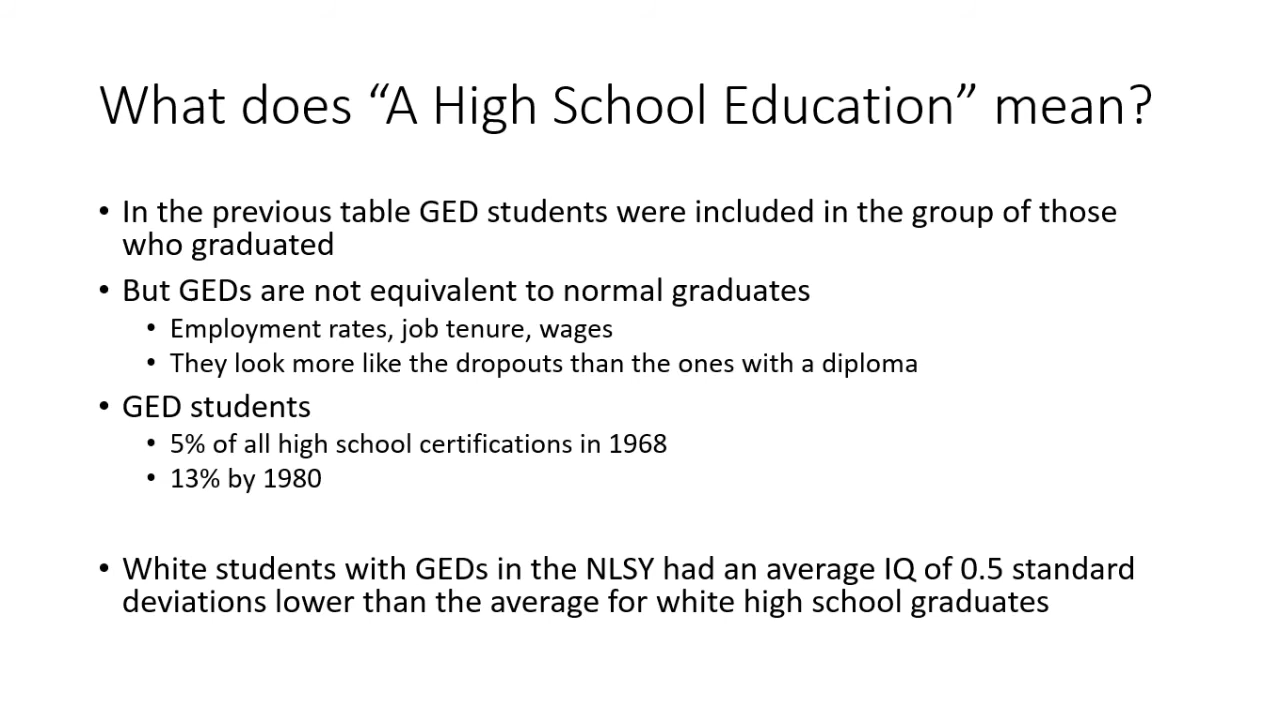 What does “A High School Education” mean?
• In the previous table GED students were included in the group of those
who graduated
• But GEDs are not equivalent to normal graduates
• Employment rates, job tenure, wages
• They look more like the dropouts than the ones with a diploma
• GED students
• 5% of all high school certifications in 1968
• 13% by 1980
• White students with GEDs in the NLSY had an average IQ of 0.5 standard
deviations lower than the average for white high school graduates